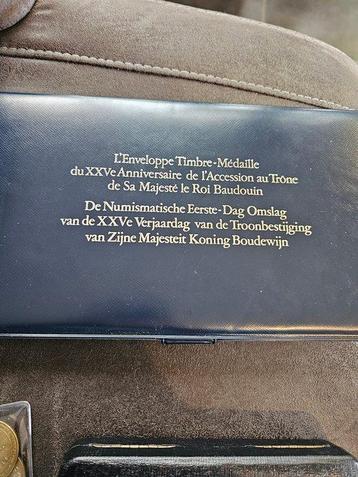 L'Enveloppe Timbre-Médaille
du XXVe Anniversaire de l'Accession au Trône
de Sa Majesté le Roi Baudouin
De Numismatische Eerste-Dag Omslag
van de XXVe Verjaardag van de Troonbestijging
van Zijne Majesteit Koning Boudewijn